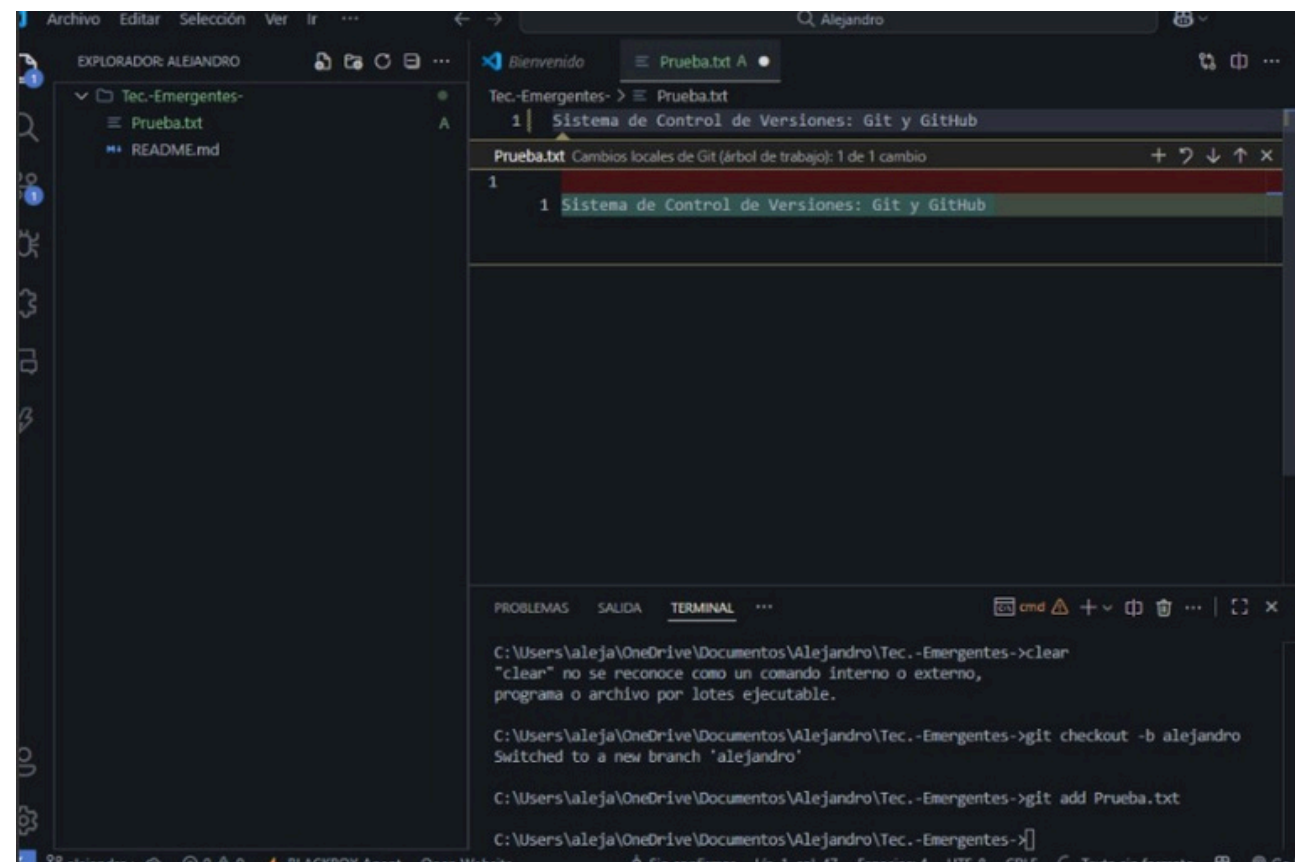 Archivo Editar Selección Ver Ir ...
Alejandro
EXPLORADOR: ALEJANDRO
1
Tec.-Emergentes-
Prueba.txt A
README.md
1
Bienvenido
Prueba.txt A
Tec.-Emergentes- > Prueba.txt
1 Sistema de Control de Versiones: Git y GitHub
Prueba.txt Cambios locales de Git (árbol de trabajo): 1 de 1 cambio
1
1 Sistema de Control de Versiones: Git y GitHub
PROBLEMAS SALIDA TERMINAL ...
cmd
C:\Users\aleja\OneDrive\Documentos\Alejandro\Tec.-Emergentes->clear
"clear" no se reconoce como un comando interno o externo,
programa o archivo por lotes ejecutable.
C:\Users\aleja\OneDrive\Documentos\Alejandro\Tec.-Emergentes->git checkout -b alejandro
Switched to a new branch 'alejandro'
C:\Users\aleja\OneDrive\Documentos\Alejandro\Tec.-Emergentes->git add Prueba.txt
C:\Users\aleja\OneDrive\Documentos\Alejandro\Tec.-Emergentes->